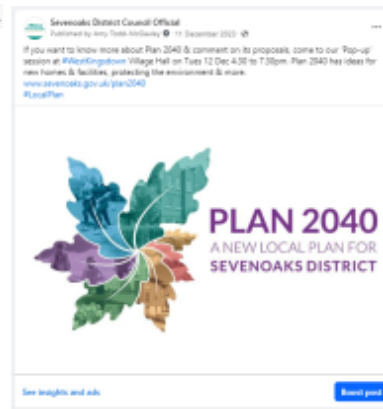 Sevenoaks District Council Official
Published by Amy Todd-McGauley · 11 December 2023 ·
If you want to know more about Plan 2040 & comment on its proposals, come to our 'Pop-up'
session at #WestKingsdown Village Hall on Tues 12 Dec 4.30 to 7.30pm. Plan 2040 has ideas for
new homes & facilities, protecting the environment & more.
www.sevenoaks.gov.uk/plan2040
#LocalPlan
PLAN 2040
A NEW LOCAL PLAN FOR
SEVENOAKS DISTRICT
See insights and ads
Boost post